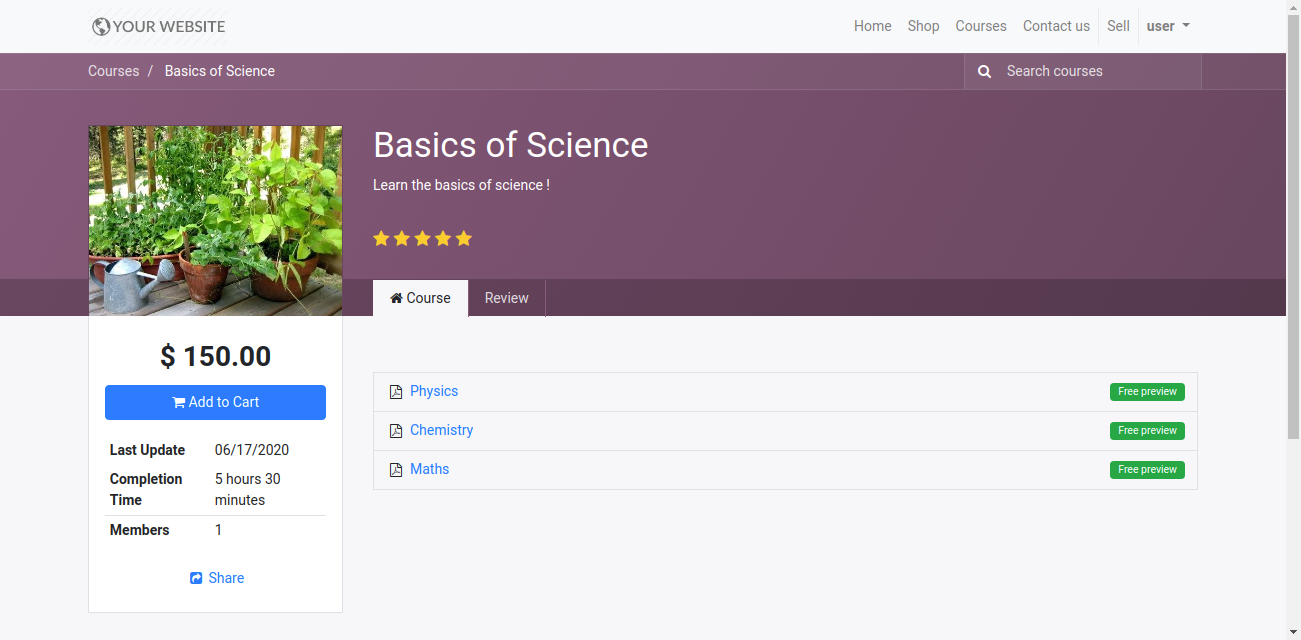 YOUR WEBSITE
Home Shop Courses Contact us Sell user
Courses / Basics of Science
Search courses
Basics of Science
Learn the basics of science !
Course Review
$ 150.00
Add to Cart
Last Update 06/17/2020
Completion Time 5 hours 30 minutes
Members 1
Share
Physics Free preview
Chemistry Free preview
Maths Free preview